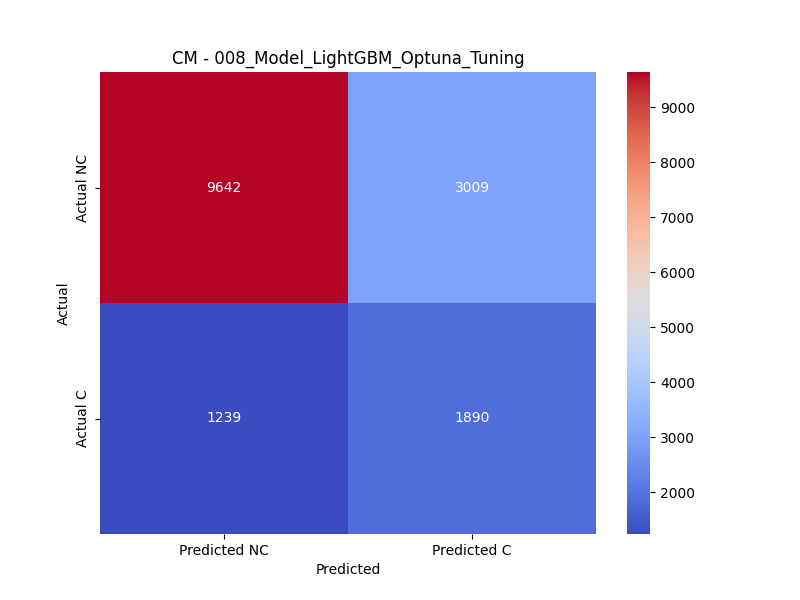 CM - 008_Model_LightGBM_Optuna_Tuning
Actual
Actual NC
Actual C
9642
3009
1239
1890
Predicted NC
Predicted C
Predicted
9000
8000
7000
6000
5000
4000
3000
2000